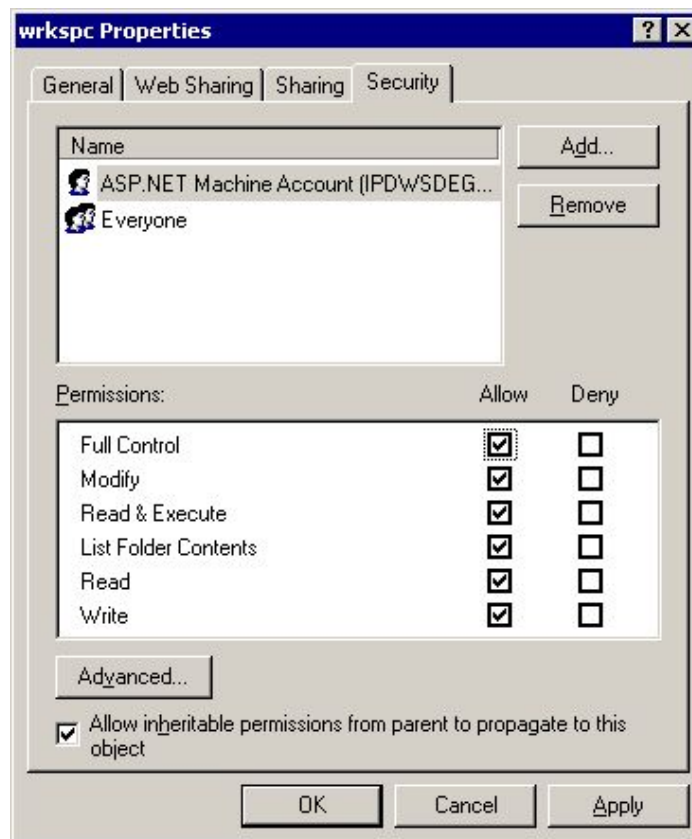 wrkspc Properties
General Web Sharing Sharing Security
Name
ASP.NET Machine Account (IPDWSDEG...
Everyone
Add...
Remove
Permissions: Allow Deny
Full Control
Modify
Read & Execute
List Folder Contents
Read
Write
Advanced...
Allow inheritable permissions from parent to propagate to this
object
OK Cancel Apply